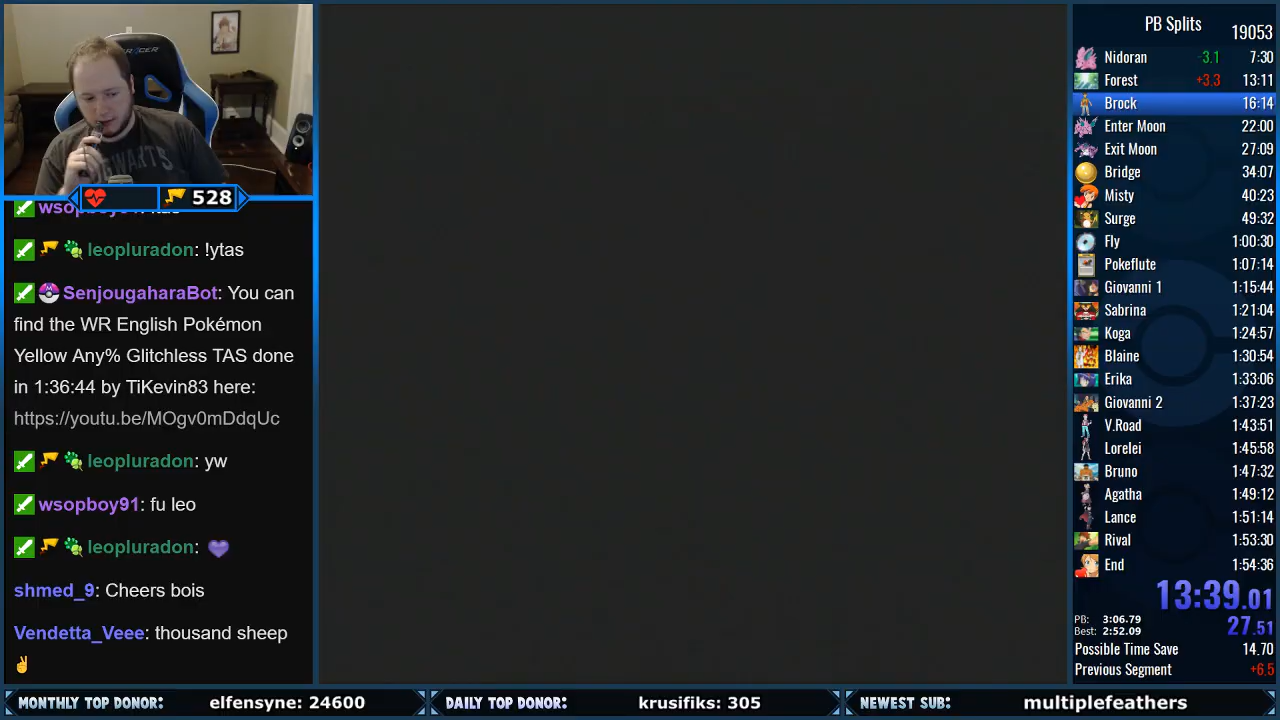 528
leopluradon: !ytas
SenjougaharaBot: You can
find the WR English Pokémon
Yellow Any% Glitchless TAS done
in 1:36:44 by TiKevin83 here:
https://youtu.be/MOgv0mDdqUc
leopluradon: yw
wsopboy91: fu leo
leopluradon: 💜
shmed_9: Cheers bois
Vendetta_Veee: thousand sheep
✌
PB Splits
19053
Nidoran -3.1 7:30
Forest +3.3 13:11
Brock 16:14
Enter Moon 22:00
Exit Moon 27:09
Bridge 34:07
Misty 40:23
Surge 49:32
Fly 1:00:30
Pokeflute 1:07:14
Giovanni 1 1:15:44
Sabrina 1:21:04
Koga 1:24:57
Blaine 1:30:54
Erika 1:33:06
Giovanni 2 1:37:23
V.Road 1:43:51
Lorelei 1:45:58
Bruno 1:47:32
Agatha 1:49:12
Lance 1:51:14
Rival 1:53:30
End 1:54:36
13:39.01
PB: 3:06.79
Best: 2:52.09
27.51
Possible Time Save 14.70
Previous Segment +6.5
MONTHLY TOP DONOR: elfensyne: 24600
DAILY TOP DONOR: krusifiks: 305
NEWEST SUB: multiplefeathers